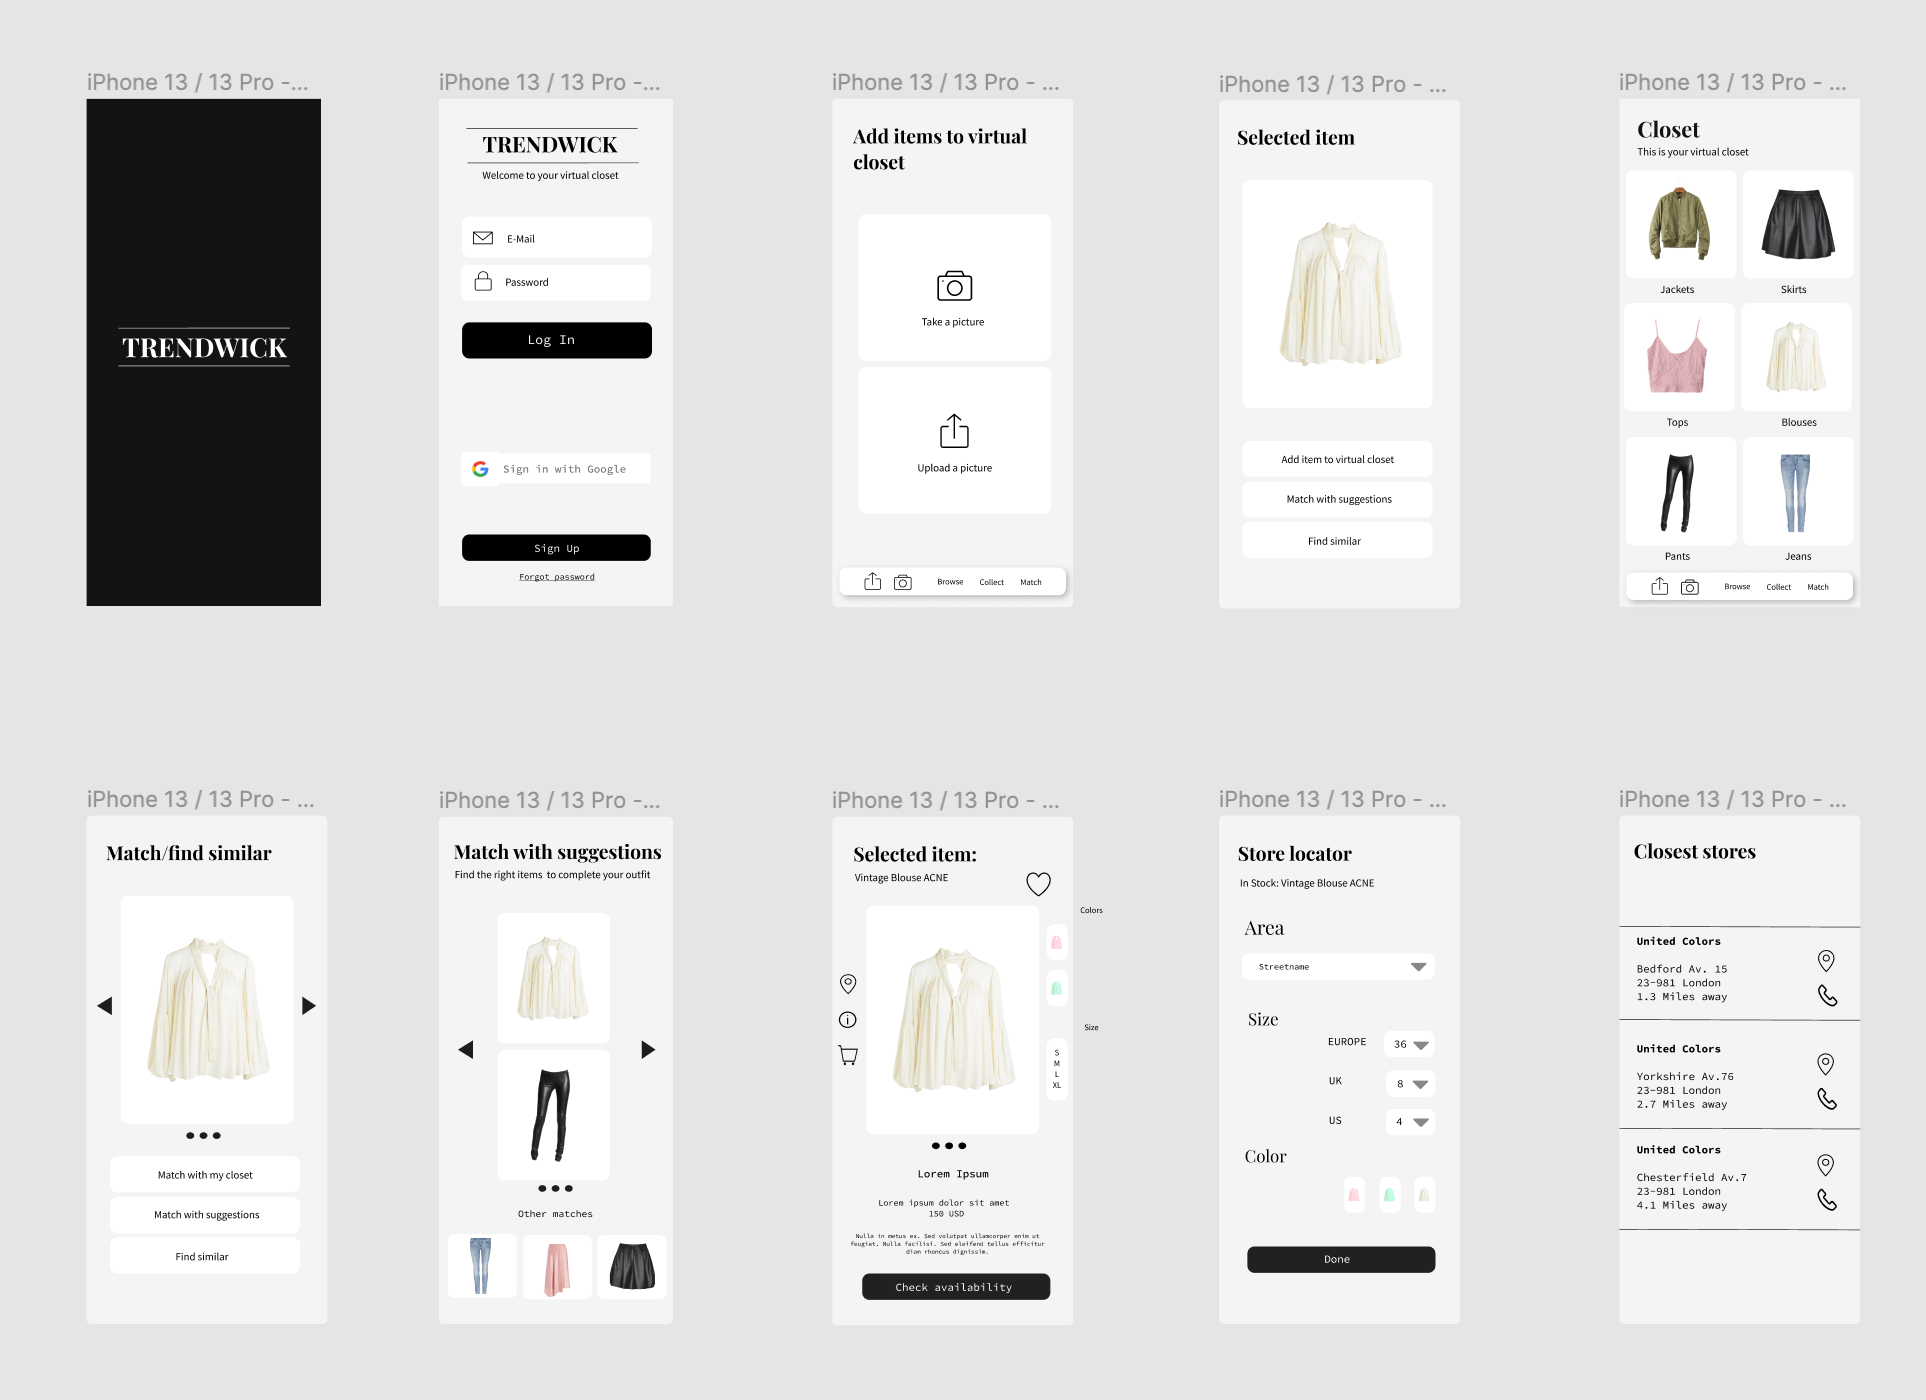 iPhone 13 / 13 Pro -...
TRENDWICK
iPhone 13 / 13 Pro -...
TRENDWICK
Welcome to your virtual closet
E-Mail
Password
Log In
Sign in with Google
Sign Up
Forgot password
iPhone 13 / 13 Pro - ...
Add items to virtual
closet
Take a picture
Upload a picture
Browse Collect Match
iPhone 13 / 13 Pro - ...
Selected item
Add item to virtual closet
Match with suggestions
Find similar
iPhone 13 / 13 Pro - ...
Closet
This is your virtual closet
Jackets Skirts
Tops Blouses
Pants Jeans
Browse Collect Match
iPhone 13 / 13 Pro - ...
Match/find similar
Match with my closet
Match with suggestions
Find similar
iPhone 13 / 13 Pro -...
Match with suggestions
Find the right items to complete your outfit
Other matches
iPhone 13 / 13 Pro - ...
Selected item:
Vintage Blouse ACNE
Colors
Size
S
M
L
XL
Lorem Ipsum
Lorem ipsum dolor sit amet
150 USD
Nulla in metus ex. Sed volutpat ullamcorper enim ut
feugiat. Nulla facilisi. Sed eleifend tellus efficitur
diam rhoncus dignissim.
Check availability
iPhone 13 / 13 Pro - ...
Store locator
In Stock: Vintage Blouse ACNE
Area
Streetname
Size
EUROPE 36
UK 8
US 4
Color
Done
iPhone 13 / 13 Pro - ...
Closest stores
United Colors
Bedford Av. 15
23-981 London
1.3 Miles away
United Colors
Yorkshire Av.76
23-981 London
2.7 Miles away
United Colors
Chesterfield Av.7
23-981 London
4.1 Miles away